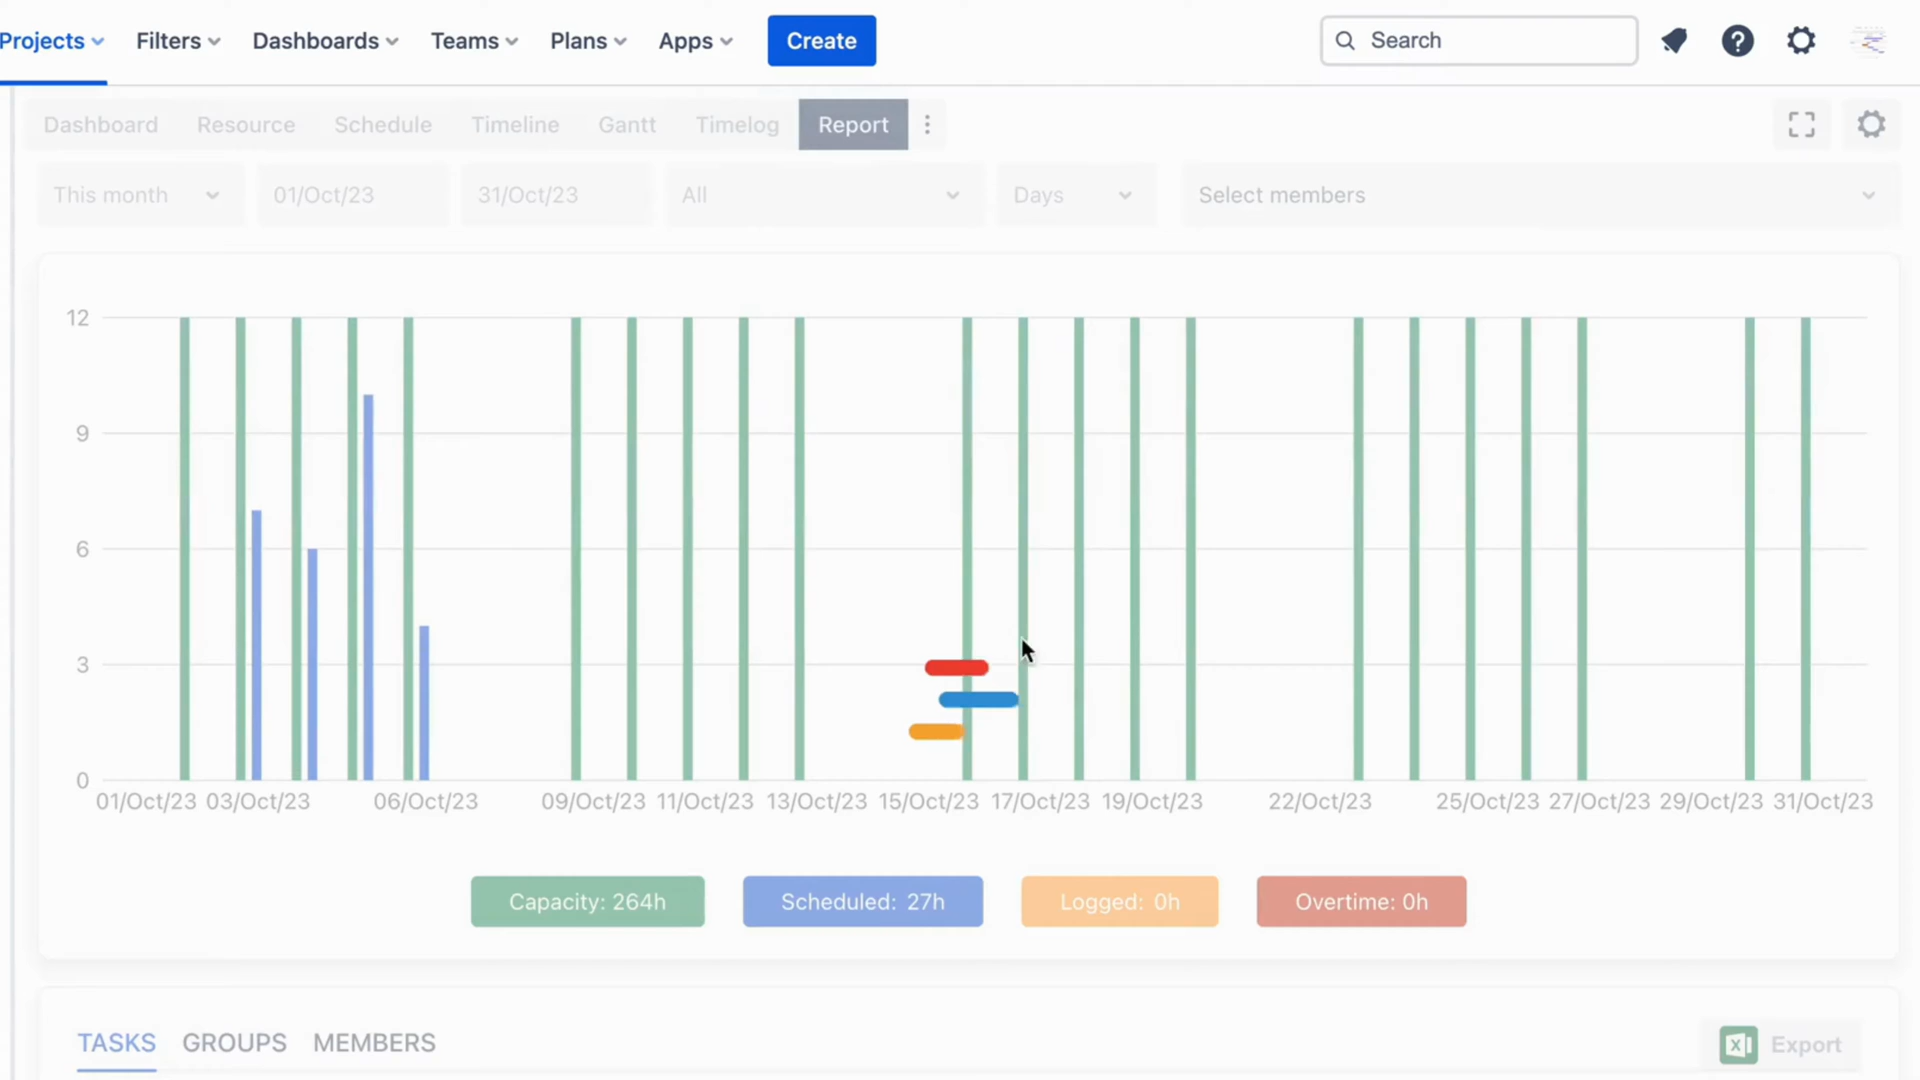 Projects Filters Dashboards Teams Plans Apps Create Search
Dashboard Resource Schedule Timeline Gantt Timelog Report
This month 01/Oct/23 31/Oct/23 All Days Select members
12
9
6
3
0
01/Oct/23 03/Oct/23 06/Oct/23 09/Oct/23 11/Oct/23 13/Oct/23 15/Oct/23 17/Oct/23 19/Oct/23 22/Oct/23 25/Oct/23 27/Oct/23 29/Oct/23 31/Oct/23
Capacity: 264h Scheduled: 27h Logged: 0h Overtime: 0h
TASKS GROUPS MEMBERS Export